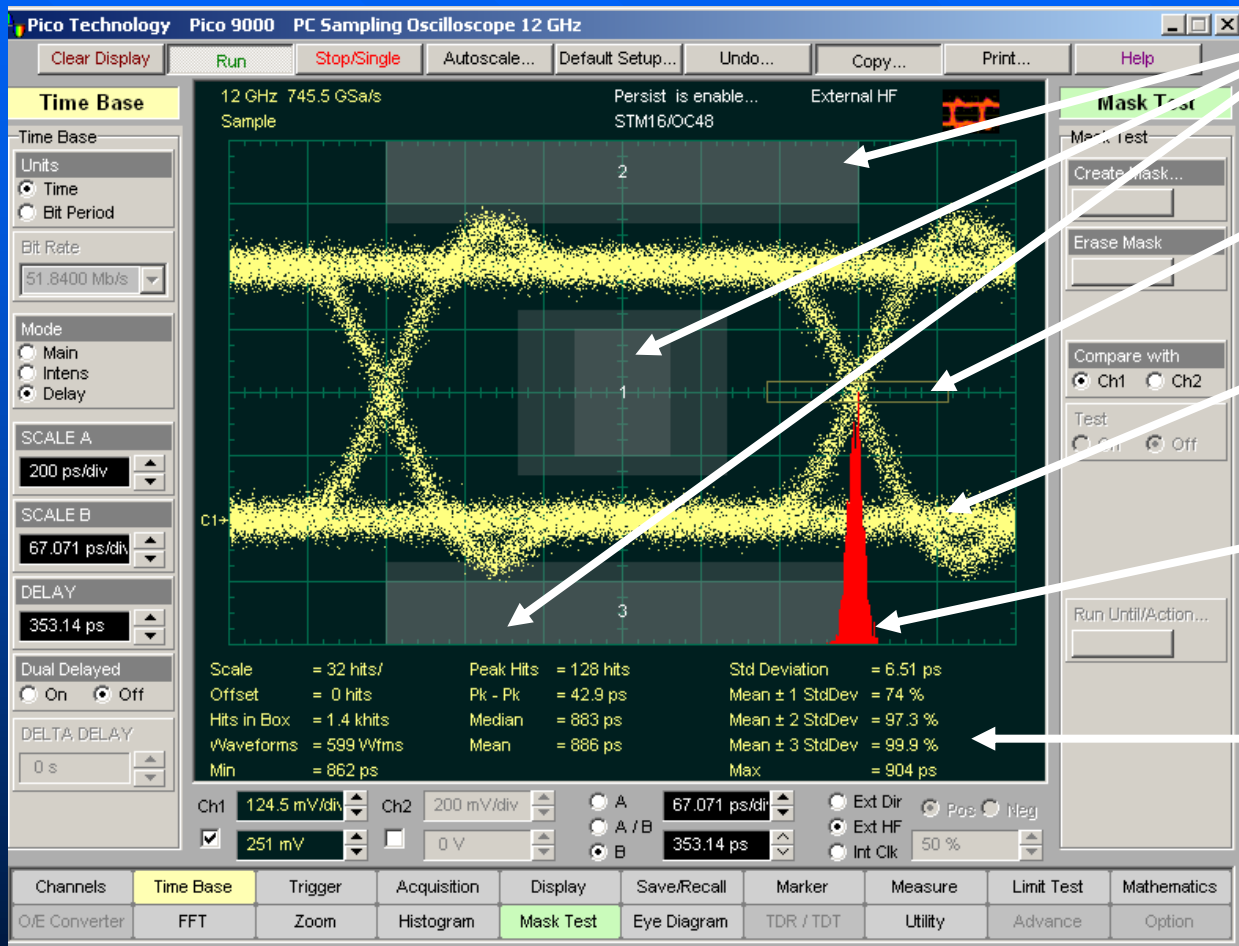 Pico Technology Pico 9000 PC Sampling Oscilloscope 12 GHz
Clear Display Run Stop/Single Autoscale... Default Setup... Undo... Copy... Print... Help
Time Base
Time Base
Units
Time
Bit Period
Bit Rate
51.8400 Mb/s
Mode
Main
Intens
Delay
SCALE A
200 ps/div
SCALE B
67.071 ps/div
DELAY
353.14 ps
Dual Delayed
On Off
DELTA DELAY
0 s
12 GHz 745.5 GSa/s Persist is enable... External HF
Sample STM16/OC48
2
1
C1
3
Scale = 32 hits/ Peak Hits = 128 hits Std Deviation = 6.51 ps
Offset = 0 hits Pk - Pk = 42.9 ps Mean ± 1 StdDev = 74 %
Hits in Box = 1.4 khits Median = 883 ps Mean ± 2 StdDev = 97.3 %
Waveforms = 599 Wfms Mean = 886 ps Mean ± 3 StdDev = 99.9 %
Min = 862 ps Max = 904 ps
Mask Test
Mask Test
Create Mask...
Erase Mask
Compare with
Ch1 Ch2
Test
On Off
Run Until/Action...
Ch1 124.5 mV/div Ch2 200 mV/div A 67.071 ps/div Ext Dir Pos Neg
A / B Ext HF
251 mV 0 V B 353.14 ps Int Clk 50 %
Channels Time Base Trigger Acquisition Display Save/Recall Marker Measure Limit Test Mathematics
O/E Converter FFT Zoom Histogram Mask Test Eye Diagram TDR / TDT Utility Advance Option